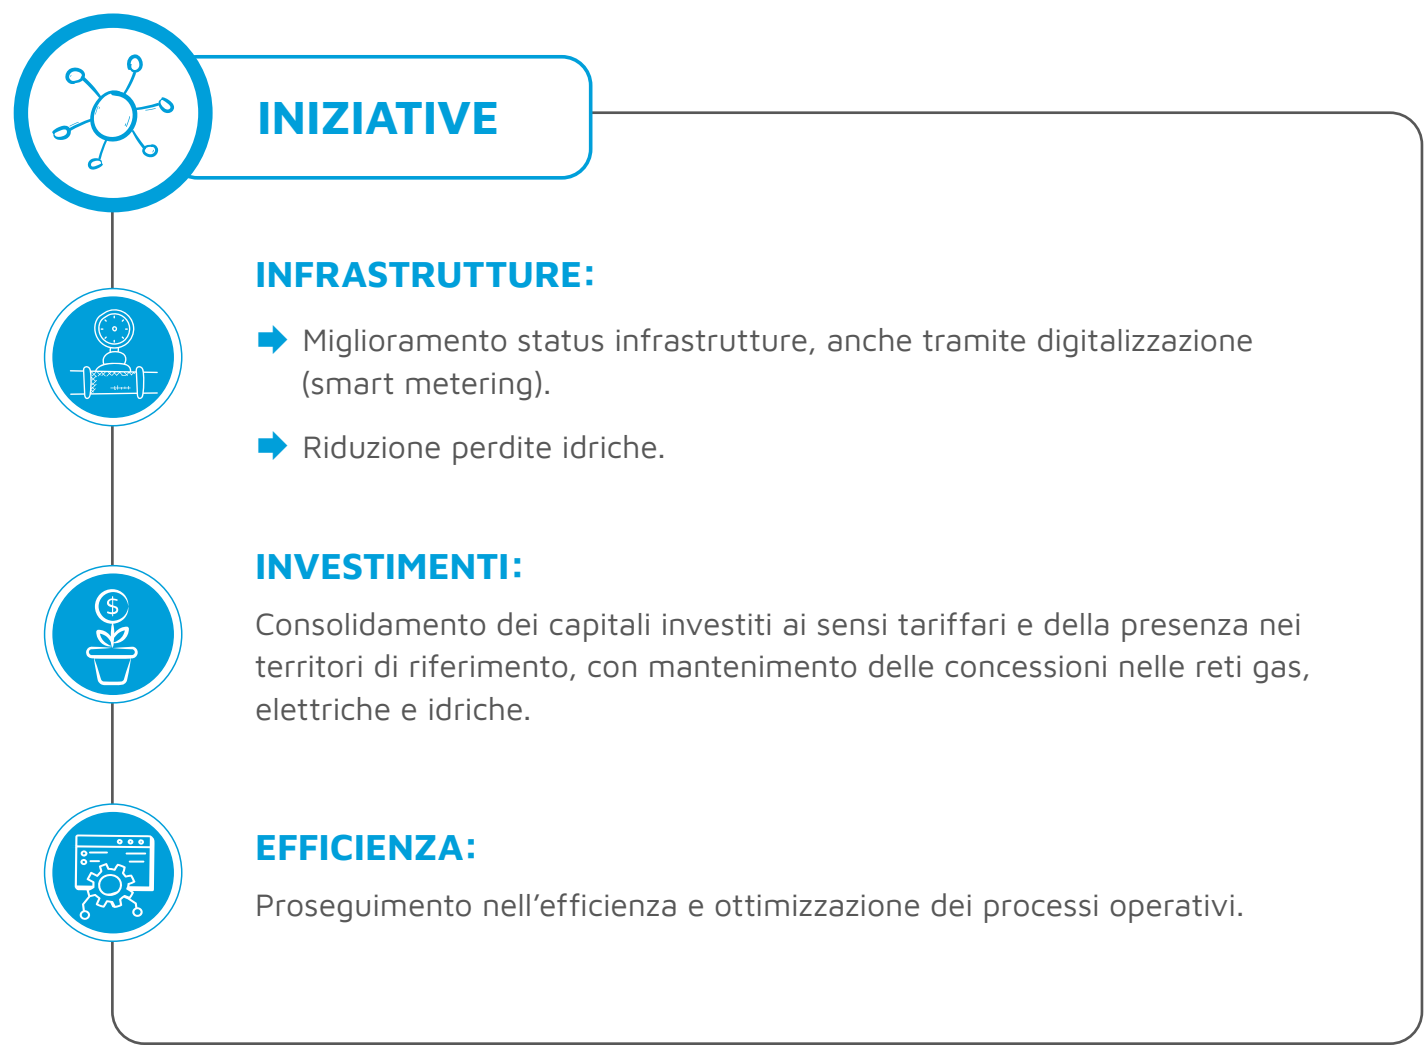 INIZIATIVE
INFRASTRUTTURE:
Miglioramento status infrastrutture, anche tramite digitalizzazione
(smart metering).
Riduzione perdite idriche.
INVESTIMENTI:
$
Consolidamento dei capitali investiti ai sensi tariffari e della presenza nei
territori di riferimento, con mantenimento delle concessioni nelle reti gas,
elettriche e idriche.
EFFICIENZA:
Proseguimento nell’efficienza e ottimizzazione dei processi operativi.